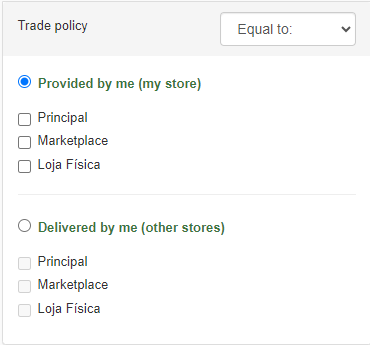 Trade policy
Equal to:
Provided by me (my store)
Principal
Marketplace
Loja Física
Delivered by me (other stores)
Principal
Marketplace
Loja Física